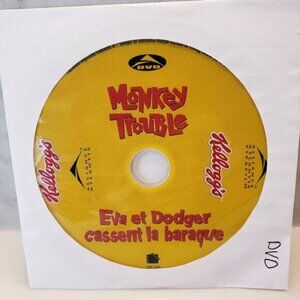 DVD
MONKEY
TROUBLE
Kellogg's
Kellogg's
Eva et Dodger
cassent la baraque
DVD